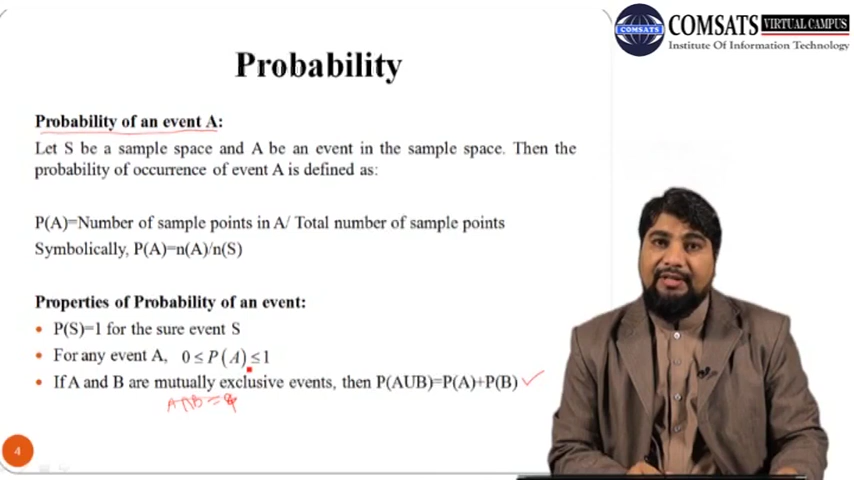 COMSATS
COMSATS VIRTUAL CAMPUS
Institute Of Information Technology
Probability
Probability of an event A:
Let S be a sample space and A be an event in the sample space. Then the
probability of occurrence of event A is defined as:
P(A)=Number of sample points in A/ Total number of sample points
Symbolically, P(A)=n(A)/n(S)
Properties of Probability of an event:
• P(S)=1 for the sure event S
• For any event A, 0 ≤ P(A) ≤ 1
• If A and B are mutually exclusive events, then P(AUB)=P(A)+P(B)
A∩B =
4